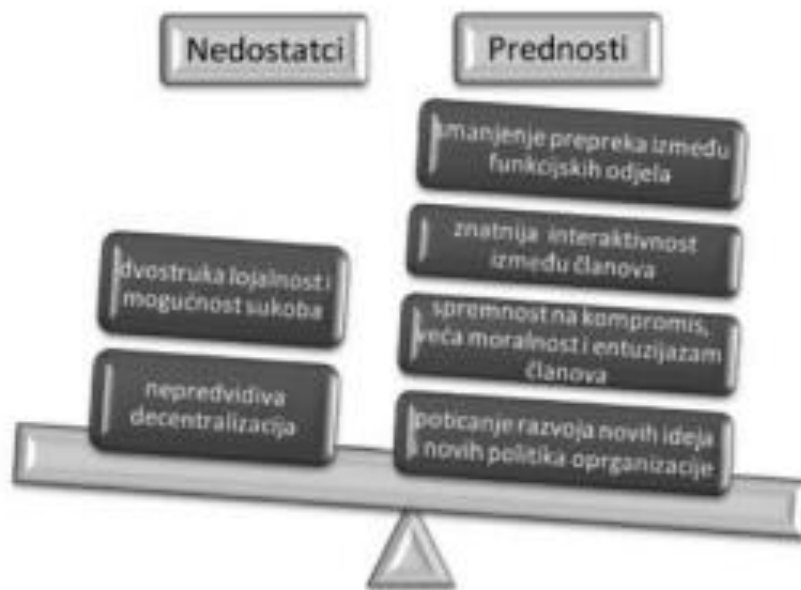 Nedostatci
Prednosti
smanjenje prepreka između
funkcijskih odjela
znatnija interaktivnost
između članova
spremnost na kompromis,
veća moralnost i entuzijazam
članova
poticanje razvoja novih ideja
i novih politika oprganizacije
dvostruka lojalnost i
mogućnost sukoba
nepredvidiva
decentralizacija